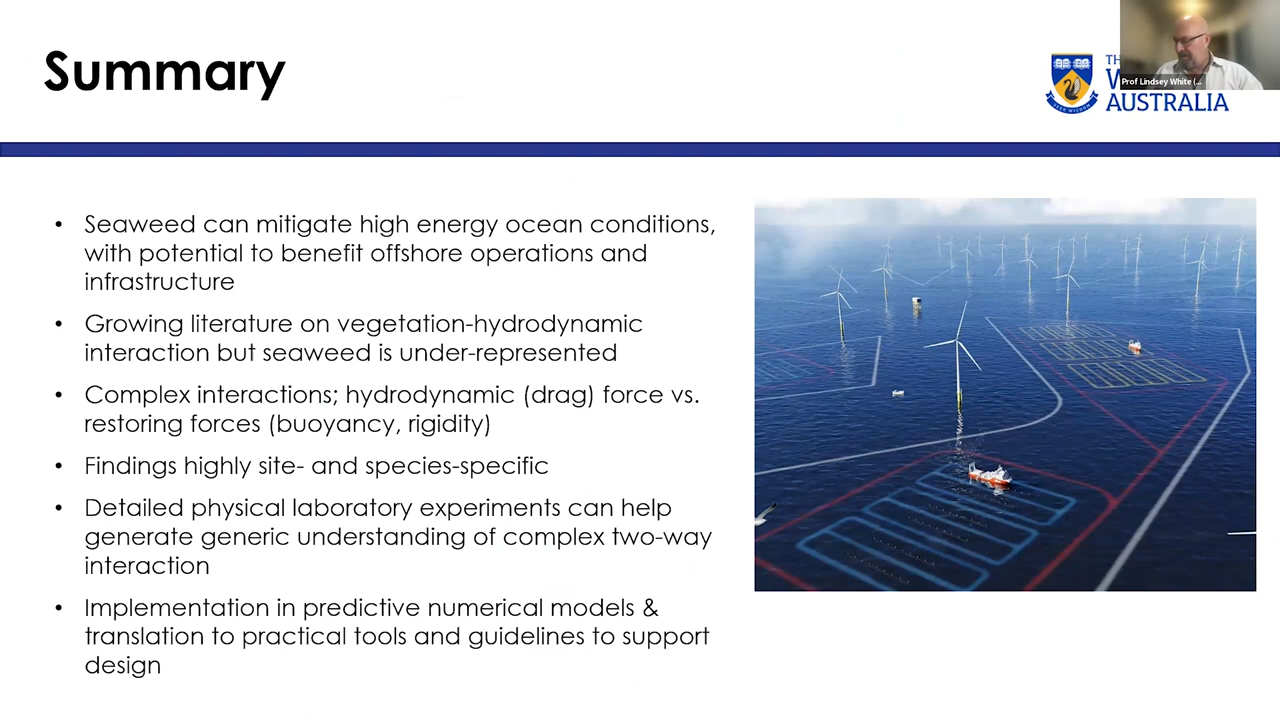 Summary
TH
W
AUSTRALIA
Prof Lindsey White (...
• Seaweed can mitigate high energy ocean conditions,
with potential to benefit offshore operations and
infrastructure
• Growing literature on vegetation-hydrodynamic
interaction but seaweed is under-represented
• Complex interactions; hydrodynamic (drag) force vs.
restoring forces (buoyancy, rigidity)
• Findings highly site- and species-specific
• Detailed physical laboratory experiments can help
generate generic understanding of complex two-way
interaction
• Implementation in predictive numerical models &
translation to practical tools and guidelines to support
design